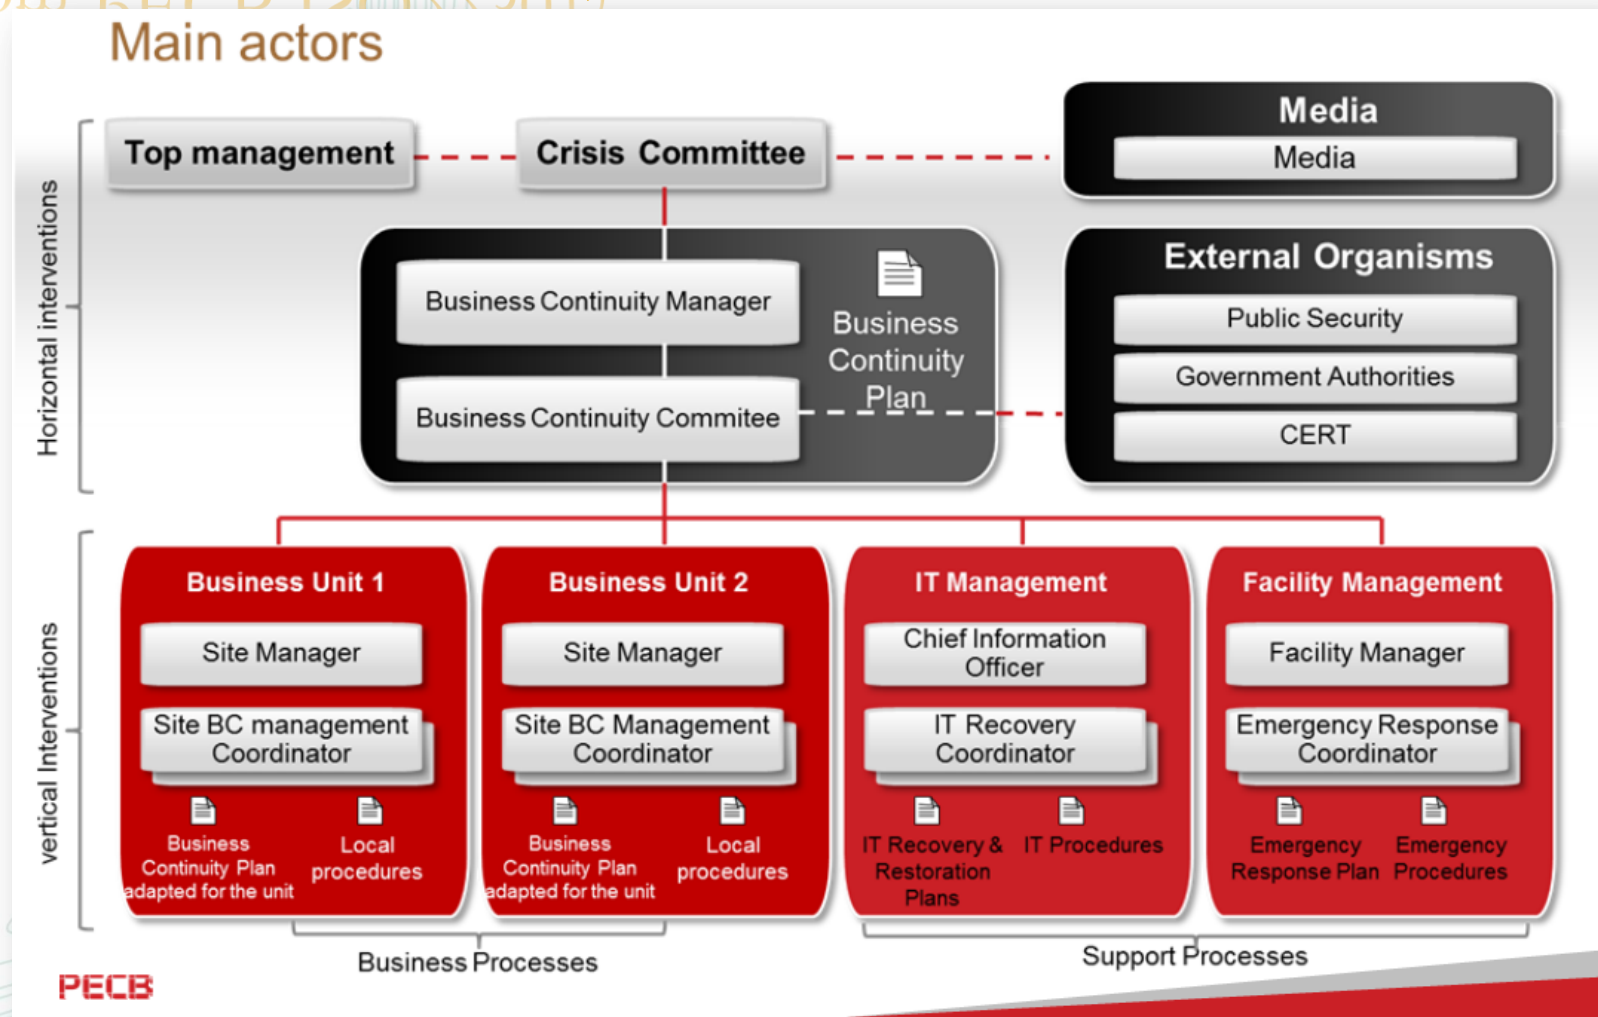 Main actors
Top management
Crisis Committee
Media
Media
Horizontal interventions
Business Continuity Manager
Business Continuity Commitee
Business
Continuity
Plan
External Organisms
Public Security
Government Authorities
CERT
vertical Interventions
Business Unit 1
Site Manager
Site BC management
Coordinator
Business
Continuity Plan
adapted for the unit
Local
procedures
Business Unit 2
Site Manager
Site BC Management
Coordinator
Business
Continuity Plan
adapted for the unit
Local
procedures
IT Management
Chief Information
Officer
IT Recovery
Coordinator
IT Recovery &
Restoration
Plans
IT Procedures
Facility Management
Facility Manager
Emergency Response
Coordinator
Emergency
Response Plan
Emergency
Procedures
Business Processes
Support Processes
PECB